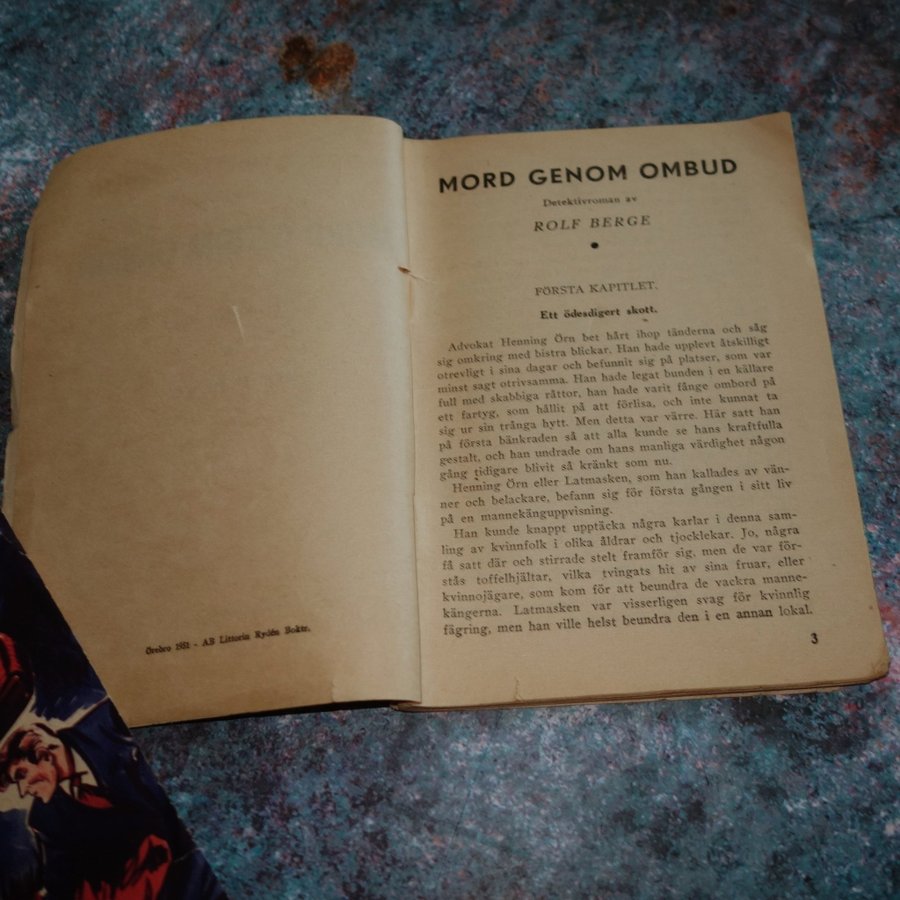 Örebro 1951 - AB Littorin Rydén Boktr.
MORD GENOM OMBUD
Detektivroman av
ROLF BERGE
FÖRSTA KAPITLET.
Ett ödesdigert skott.
Advokat Henning Örn bet hårt ihop tänderna och såg
sig omkring med bistra blickar. Han hade upplevt åtskilligt
otrevligt i sina dagar och befunnit sig på platser, som var
minst sagt otrivsamma. Han hade legat bunden i en källare
full med skabbiga råttor, han hade varit fånge ombord på
ett fartyg, som hållit på att förlisa, och inte kunnat ta
sig ur sin trånga hytt. Men detta var värre. Här satt han
på första bänkraden så att alla kunde se hans kraftfulla
gestalt, och han undrade om hans manliga värdighet någon
gång tidigare blivit så kränkt som nu.
Henning Örn eller Latmasken, som han kallades av vän-
ner och belackare, befann sig för första gången i sitt liv
på en mannekänguppvisning.
Han kunde knappt upptäcka några karlar i denna sam-
ling av kvinnfolk i olika åldrar och tjocklekar. Jo, några
få satt där och stirrade stelt framför sig. men de var för-
stås toffelhjältar, vilka tvingats hit av sina fruar, eller
kvinnojägare, som kom för att beundra de vackra manne-
kängerna. Latmasken var visserligen svag för kvinnlig
fägring, men han ville helst beundra den i en annan lokal.
3